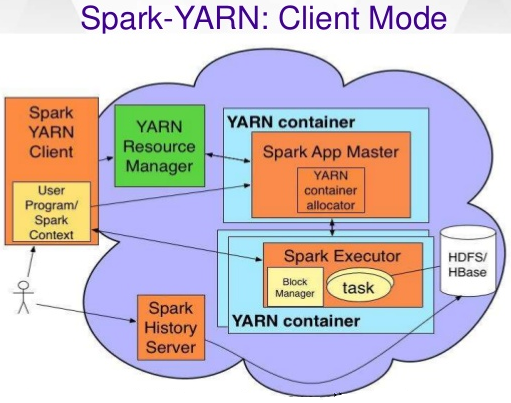 Spark-YARN: Client Mode
Spark
YARN
Client
User
Program/
Spark
Context
YARN
Resource
Manager
YARN container
Spark App Master
YARN
container
allocator
Spark Executor
Block
Manager
task
YARN container
HDFS/
HBase
Spark
History
Server